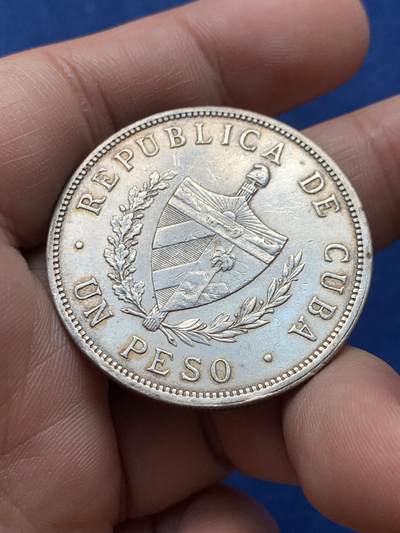 REPUBLICA DE CUBA
UN PESO